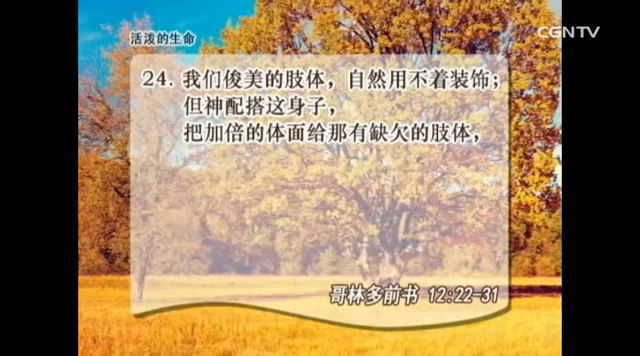 CGNTV
活泼的生命
24. 我们俊美的肢体，自然用不着装饰；
但神配搭这身子，
把加倍的体面给那有缺欠的肢体，
哥林多前书 12:22-31